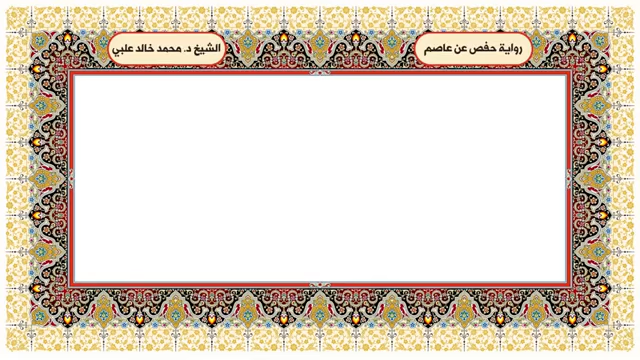 رواية حفص عن عاصم
الشيخ د. محمد خالد علبي